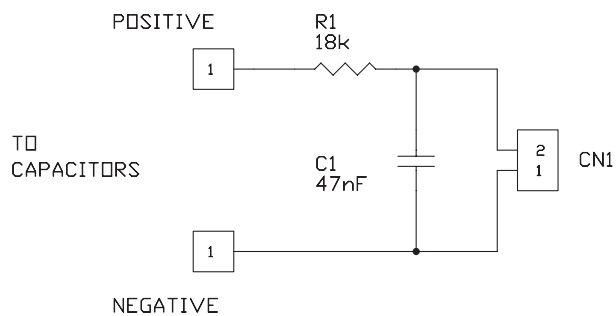 POSITIVE
R1
18k
1
TO
CAPACITORS
C1
47nF
2
1
CN1
1
NEGATIVE